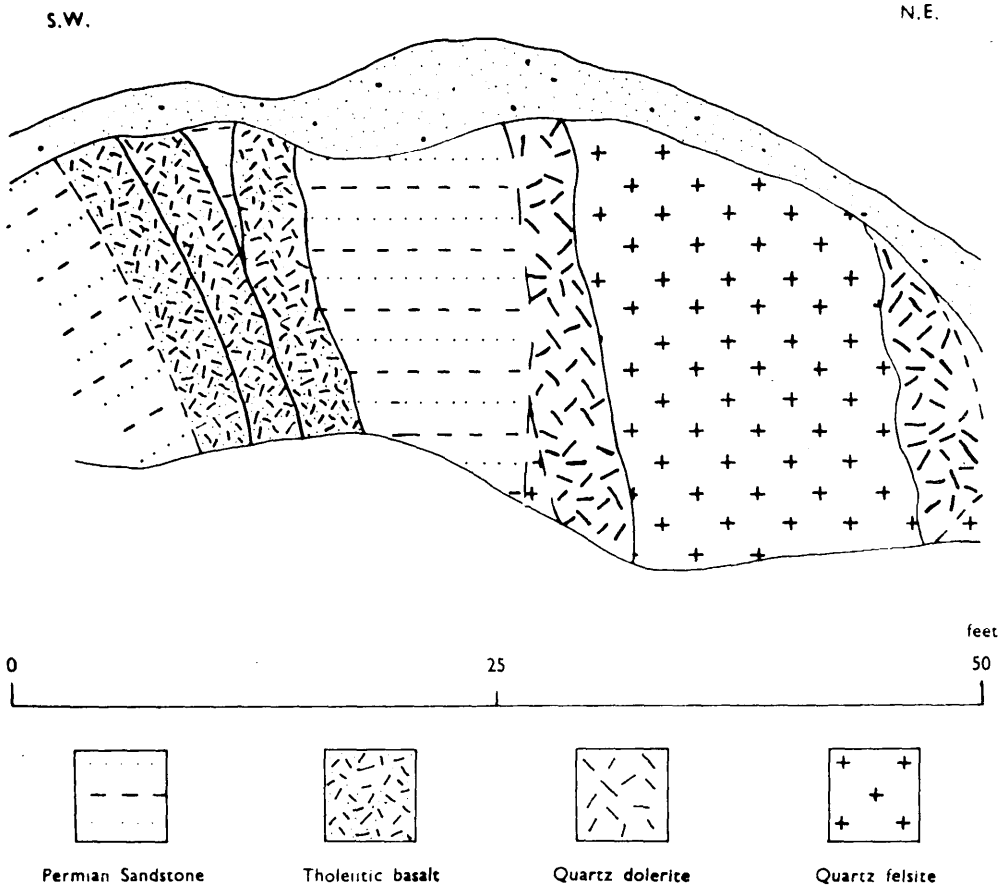 S.W.
N.E.
feet
0 25 50
Permian Sandstone
Tholeiitic basalt
Quartz dolerite
Quartz felsite